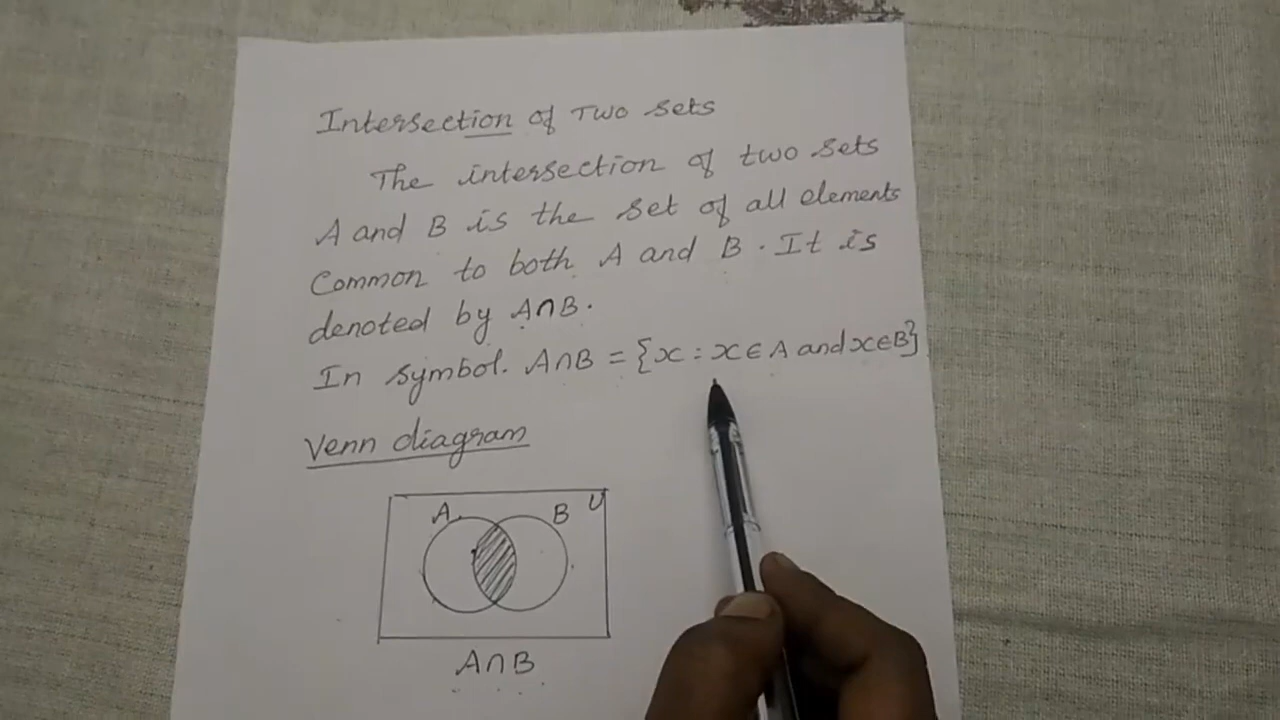 Intersection of Two sets
The intersection of two sets
A and B is the set of all elements
Common to both A and B. It is
denoted by A∩B.
In symbol. A∩B = {x : x∈A and x∈B}
Venn diagram
A B U
A∩B